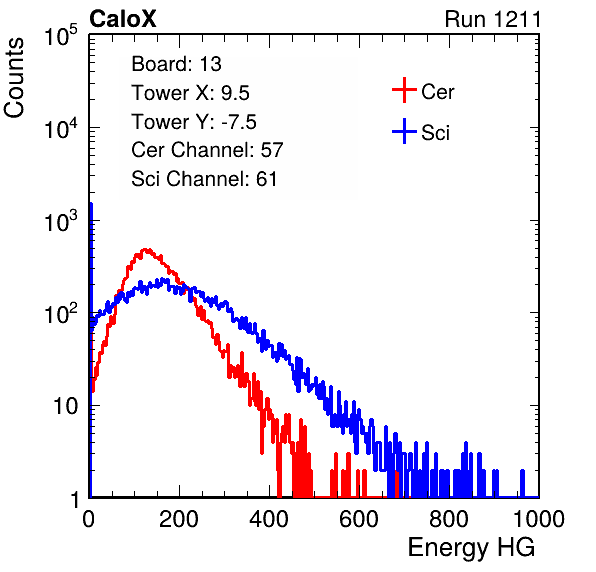 CaloX Run 1211
Counts
10^5
10^4
10^3
10^2
10
1
Board: 13
Tower X: 9.5
Tower Y: -7.5
Cer Channel: 57
Sci Channel: 61
Cer
Sci
0 200 400 600 800 1000
Energy HG